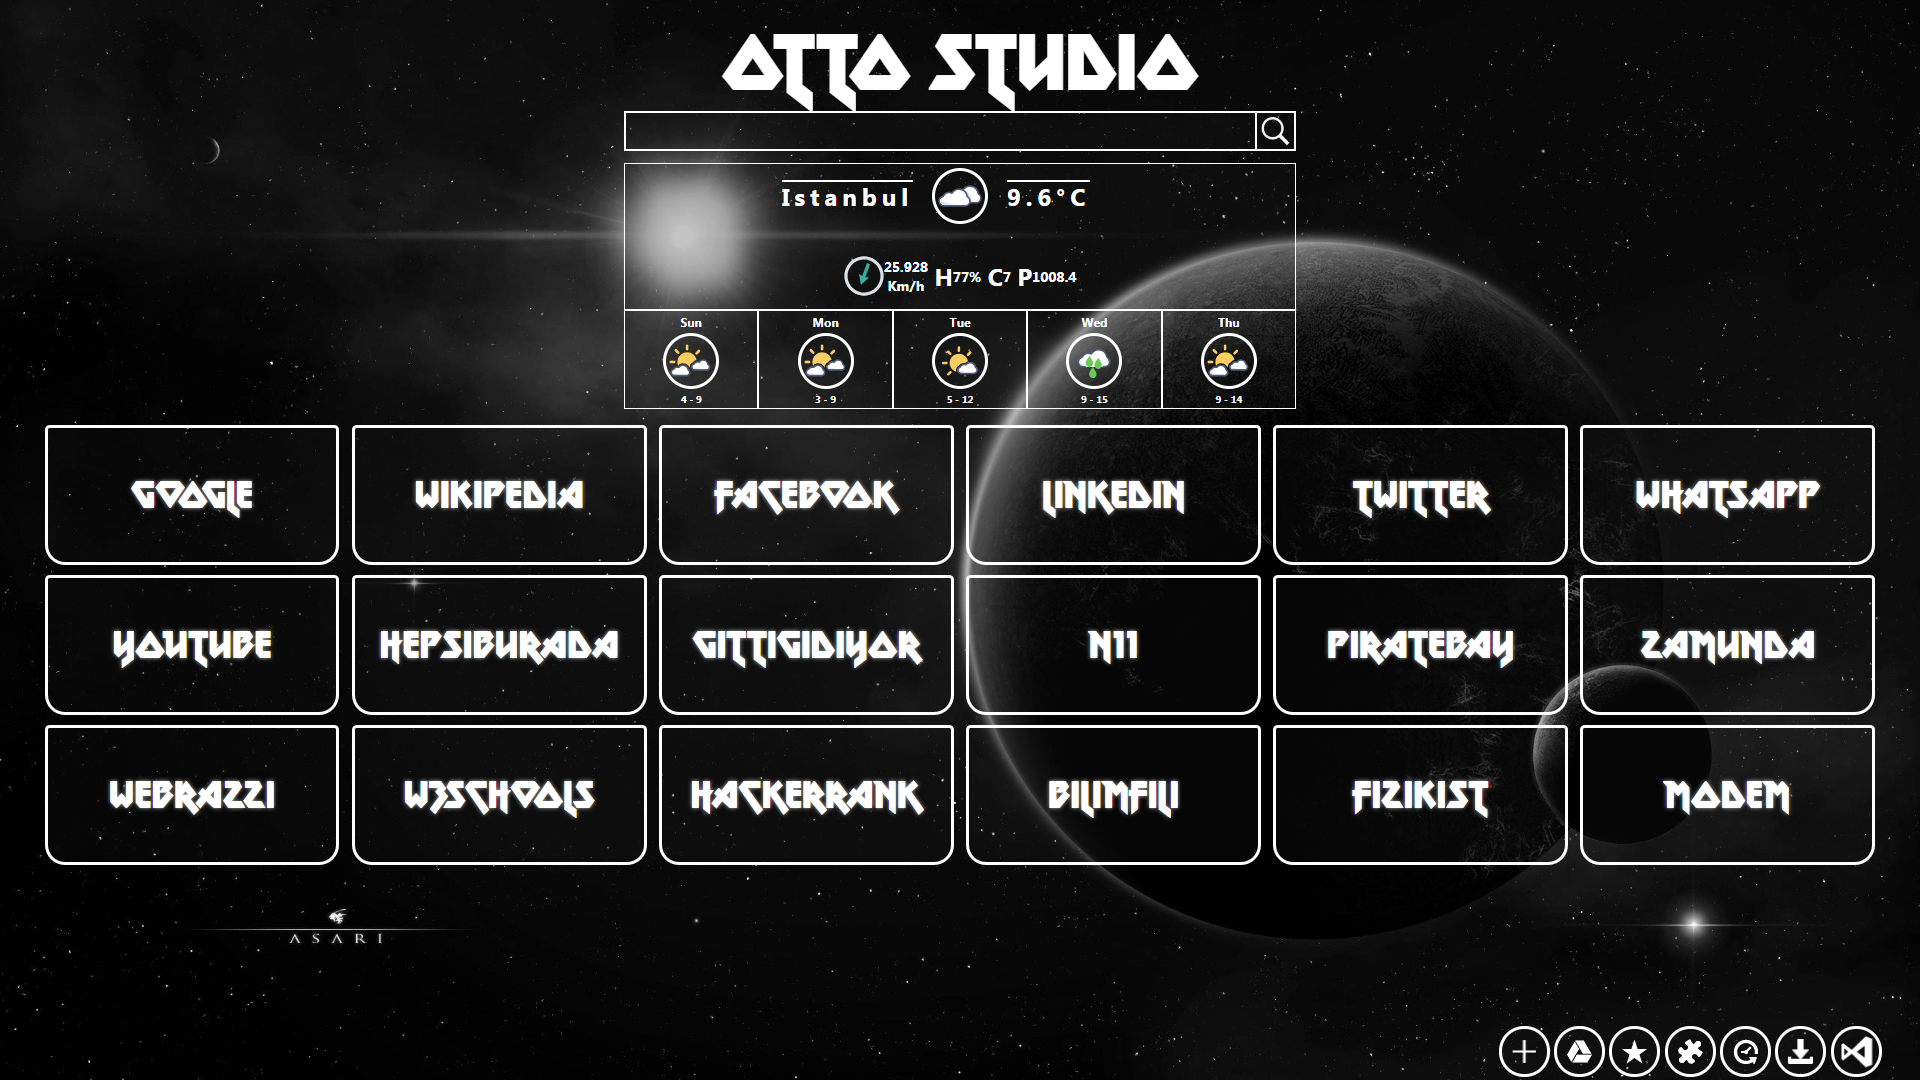 OTTO STUDIO
Istanbul 9.6°C
25.928 Km/h H77% C7 P1008.4
Sun Mon Tue Wed Thu
4 - 9 3 - 9 5 - 12 9 - 15 9 - 14
GOOGLE WIKIPEDIA FACEBOOK LINKEDIN TWITTER WHATSAPP
YOUTUBE HEPSIBURADA GITTIGIDIYOR N11 PIRATEBAY ZAMUNDA
WEBRAZZI W3SCHOOLS HACKERRANK BILIMFILI FIZIKIST MODEM
ASARI